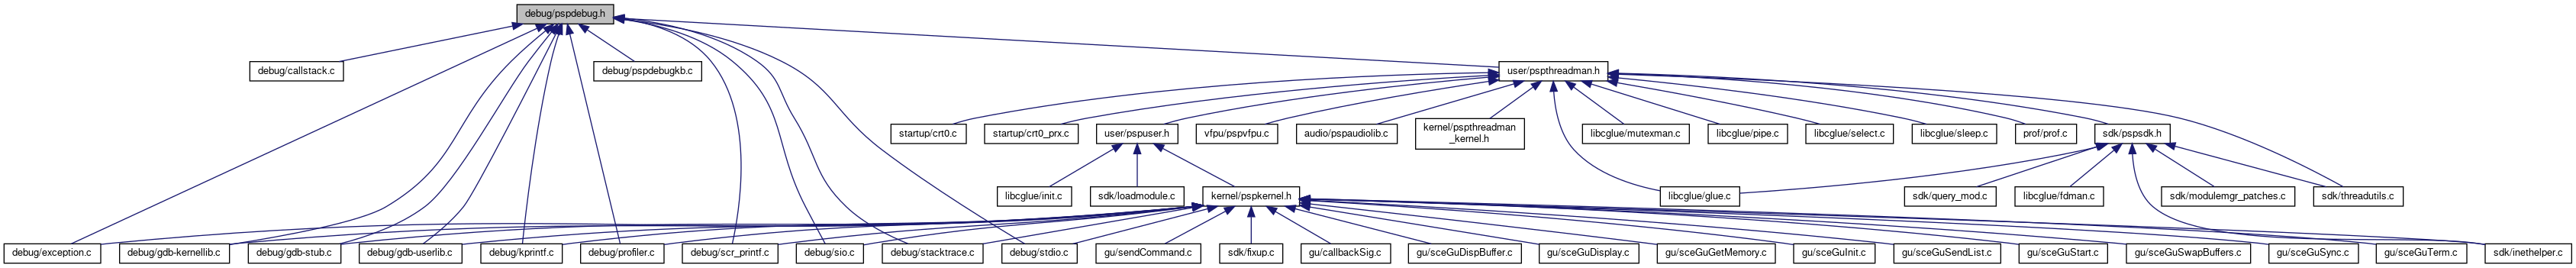 debug/pspdebug.h
debug/callstack.c
debug/pspdebugkb.c
user/pspthreadman.h
startup/crt0.c
startup/crt0_prx.c
user/pspuser.h
vfpu/pspvfpu.c
audio/pspaudiolib.c
kernel/pspthreadman
_kernel.h
libcglue/mutexman.c
libcglue/pipe.c
libcglue/select.c
libcglue/sleep.c
prof/prof.c
sdk/pspsdk.h
libcglue/init.c
sdk/loadmodule.c
kernel/pspkernel.h
libcglue/glue.c
sdk/query_mod.c
libcglue/fdman.c
sdk/modulemgr_patches.c
sdk/threadutils.c
debug/exception.c
debug/gdb-kernellib.c
debug/gdb-stub.c
debug/gdb-userlib.c
debug/kprintf.c
debug/profiler.c
debug/scr_printf.c
debug/sio.c
debug/stacktrace.c
debug/stdio.c
gu/sendCommand.c
sdk/fixup.c
gu/callbackSig.c
gu/sceGuDispBuffer.c
gu/sceGuDisplay.c
gu/sceGuGetMemory.c
gu/sceGuInit.c
gu/sceGuSendList.c
gu/sceGuStart.c
gu/sceGuSwapBuffers.c
gu/sceGuSync.c
gu/sceGuTerm.c
sdk/inethelper.c